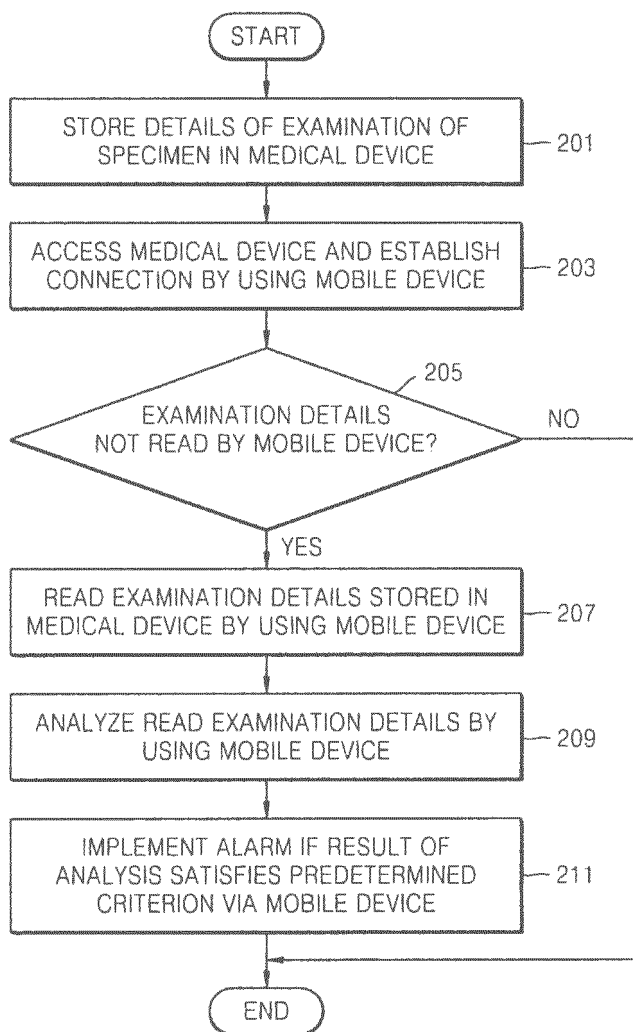 START
STORE DETAILS OF EXAMINATION OF
SPECIMEN IN MEDICAL DEVICE
201
ACCESS MEDICAL DEVICE AND ESTABLISH
CONNECTION BY USING MOBILE DEVICE
203
205
EXAMINATION DETAILS
NOT READ BY MOBILE DEVICE?
NO
YES
READ EXAMINATION DETAILS STORED IN
MEDICAL DEVICE BY USING MOBILE DEVICE
207
ANALYZE READ EXAMINATION DETAILS BY
USING MOBILE DEVICE
209
IMPLEMENT ALARM IF RESULT OF
ANALYSIS SATISFIES PREDETERMINED
CRITERION VIA MOBILE DEVICE
211
END